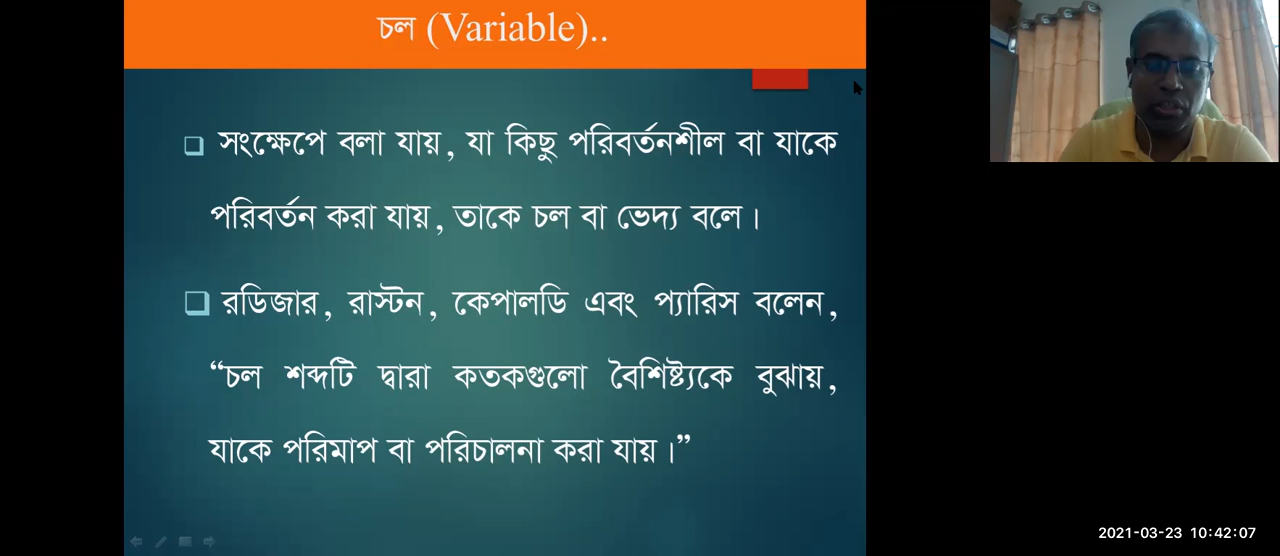 চল (Variable)..
❑ সংক্ষেপে বলা যায়, যা কিছু পরিবর্তনশীল বা যাকে
পরিবর্তন করা যায়, তাকে চল বা ভেদ্য বলে।
❑ রডিজার, রাস্টন, কেপালডি এবং প্যারিস বলেন,
“চল শব্দটি দ্বারা কতকগুলো বৈশিষ্ট্যকে বুঝায়,
যাকে পরিমাপ বা পরিচালনা করা যায়।”
2021-03-23 10:42:07